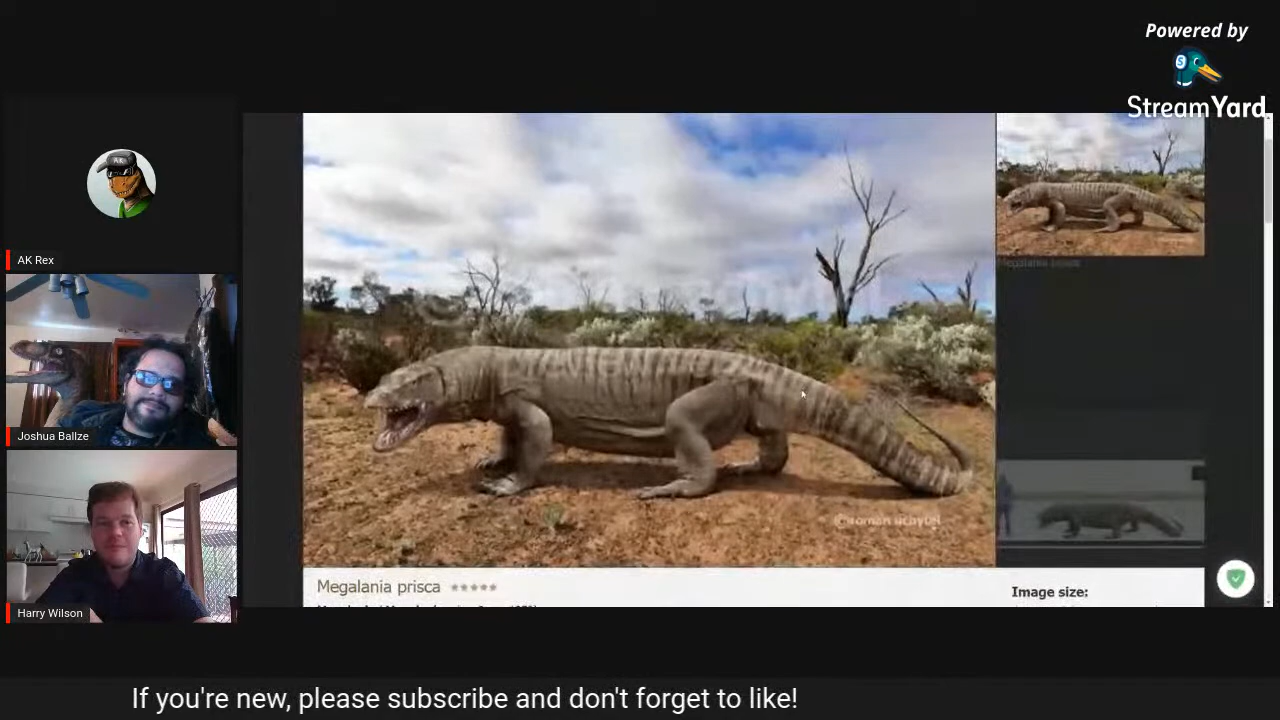 Powered by
StreamYard
AK
AK Rex
Joshua Ballze
Harry Wilson
Megalania prisca
Image size:
If you're new, please subscribe and don't forget to like!